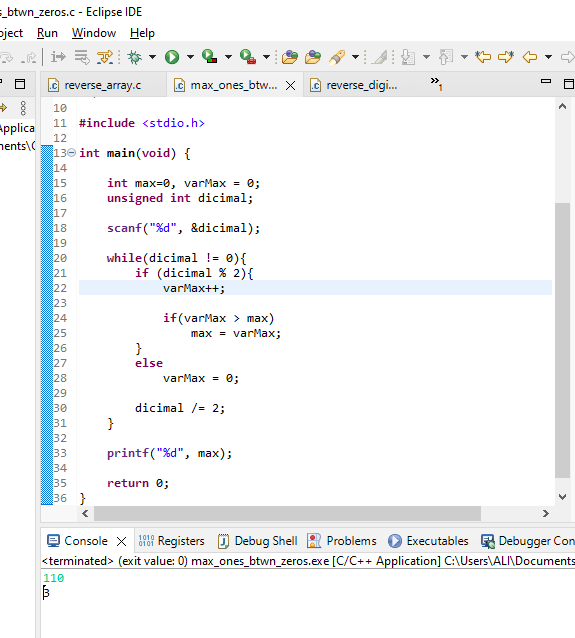 s_btwn_zeros.c - Eclipse IDE
oject Run Window Help
reverse_array.c max_ones_btw... reverse_digi... »1
10
11 #include <stdio.h>
12
13 int main(void) {
14
15 int max=0, varMax = 0;
16 unsigned int dicimal;
17
18 scanf("%d", &dicimal);
19
20 while(dicimal != 0){
21 if (dicimal % 2){
22 varMax++;
23
24 if(varMax > max)
25 max = varMax;
26 }
27 else
28 varMax = 0;
29
30 dicimal /= 2;
31 }
32
33 printf("%d", max);
34
35 return 0;
36 }
Applica
nents\C
Console Registers Debug Shell Problems Executables Debugger Con
<terminated> (exit value: 0) max_ones_btwn_zeros.exe [C/C++ Application] C:\Users\ALI\Documents
110
3